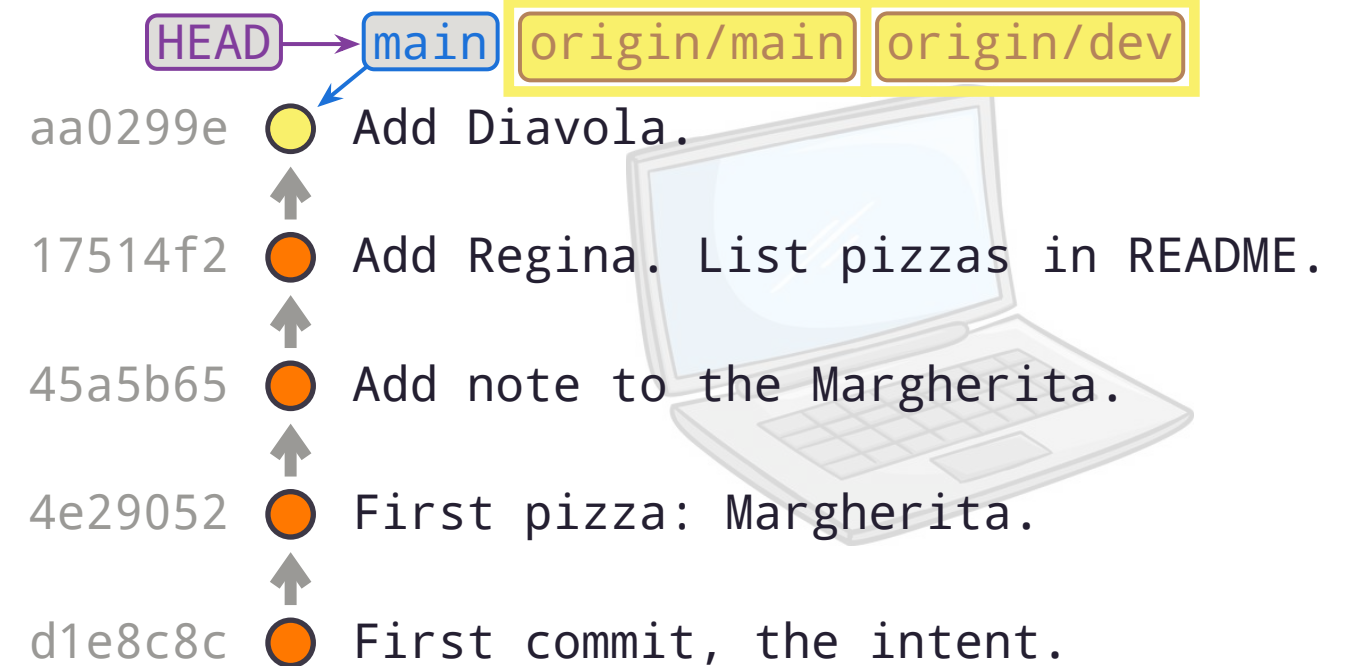 HEAD main origin/main origin/dev
aa0299e Add Diavola.
17514f2 Add Regina. List pizzas in README.
45a5b65 Add note to the Margherita.
4e29052 First pizza: Margherita.
d1e8c8c First commit, the intent.